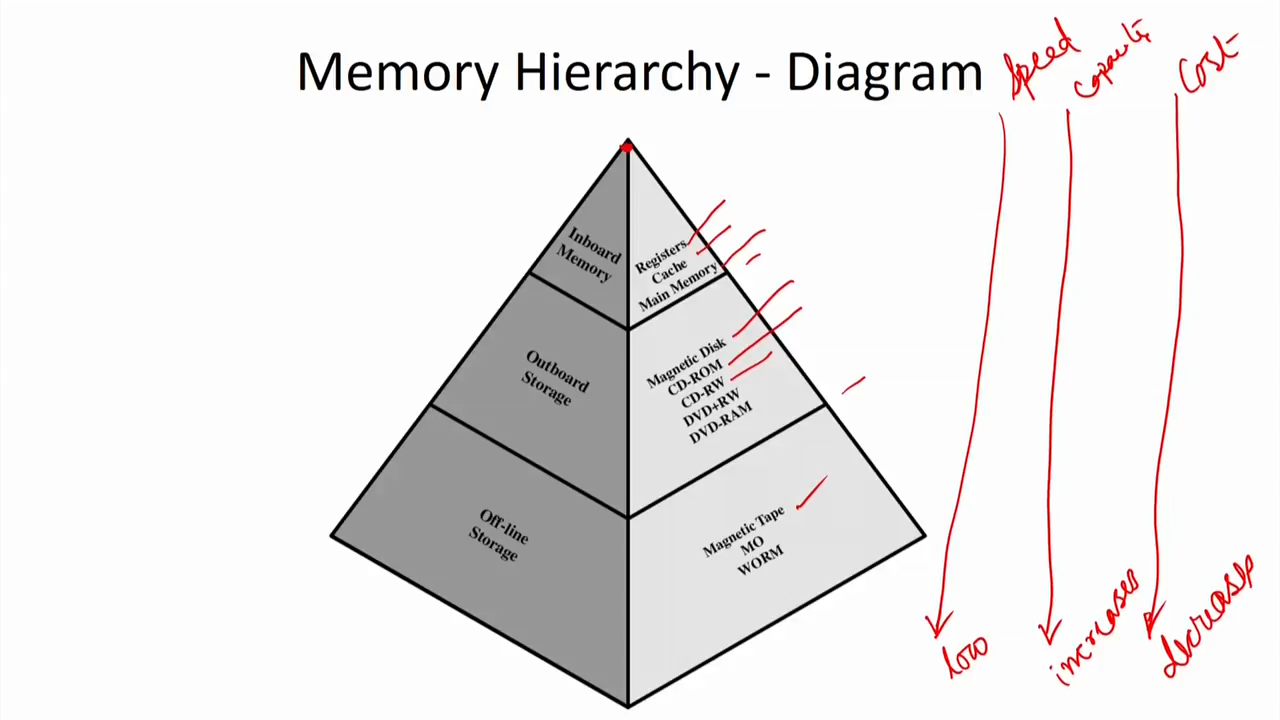 Memory Hierarchy - Diagram
Speed
capacity
Cost
Inboard
Memory
Registers
Cache
Main Memory
Outboard
Storage
Magnetic Disk
CD-ROM
CD-RW
DVD+RW
DVD-RAM
Off-line
Storage
Magnetic Tape
MO
WORM
low
increases
decreases